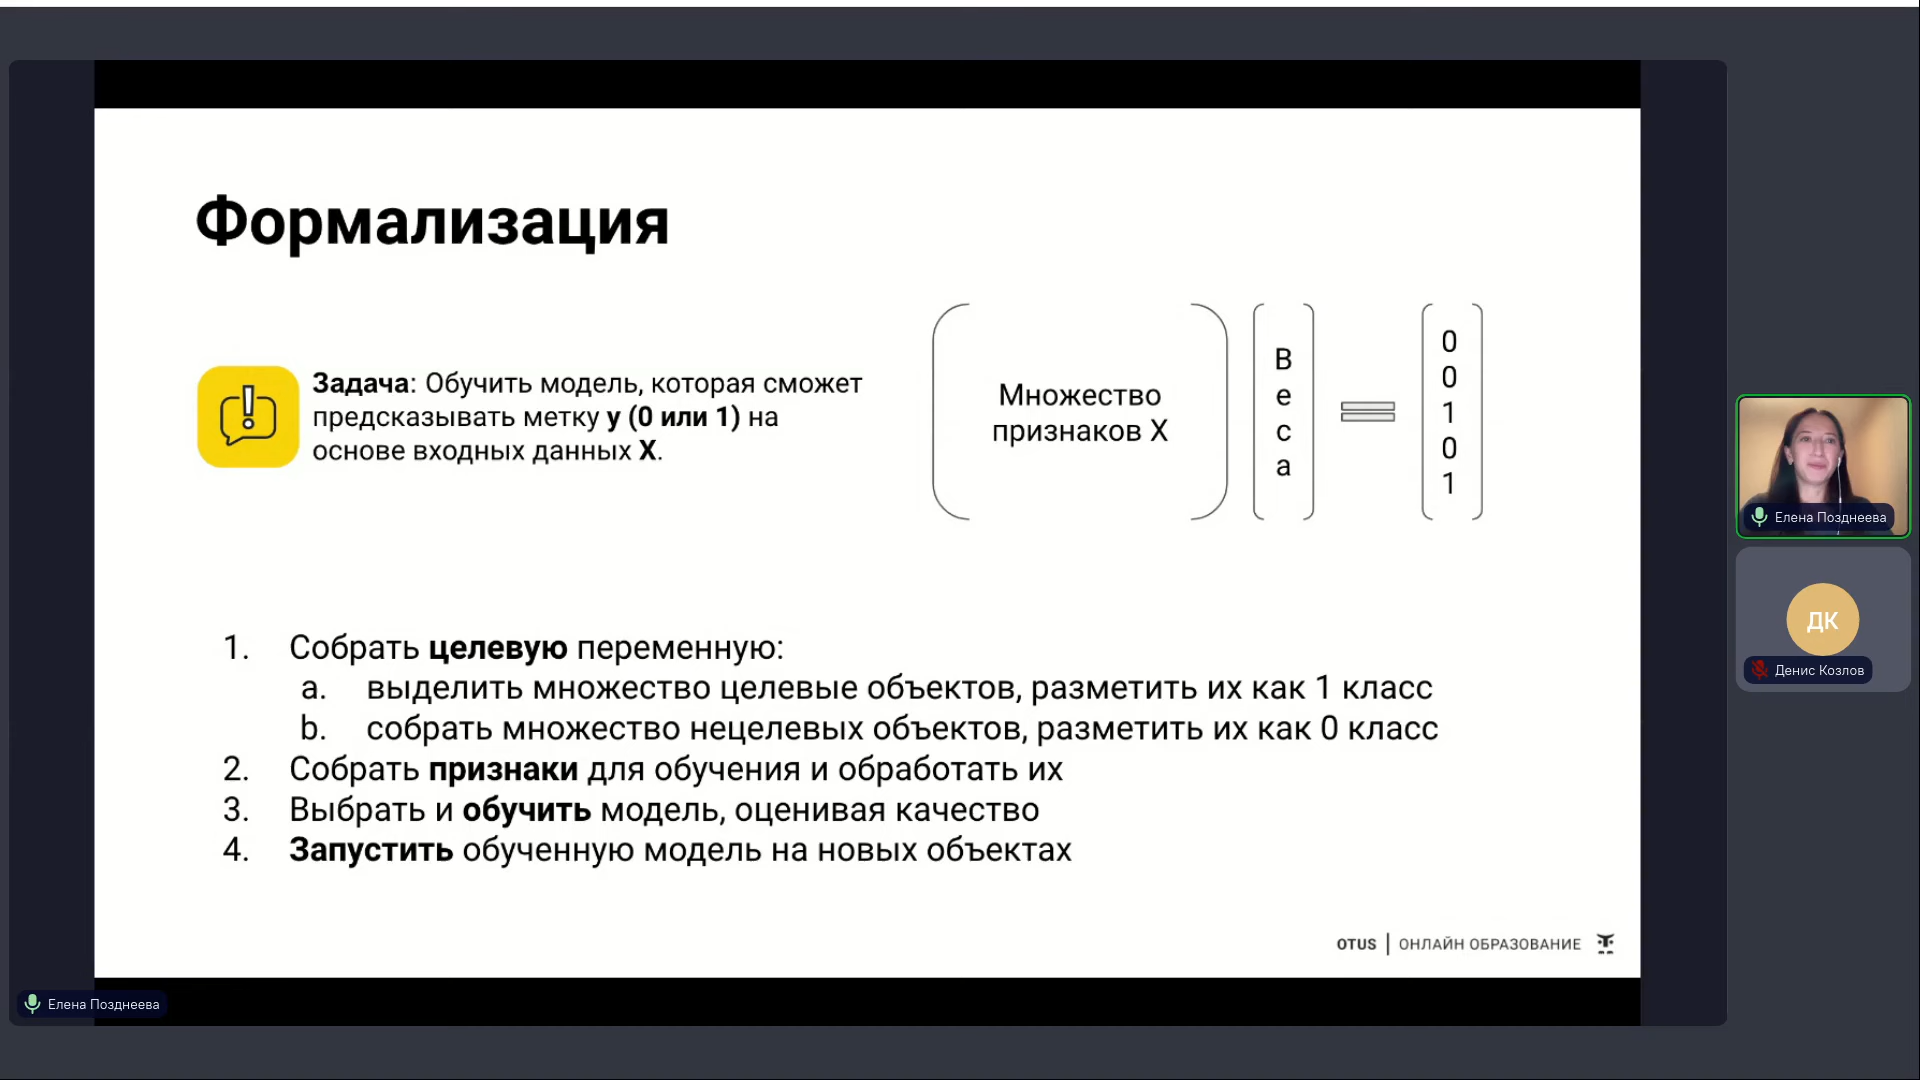 Формализация
Задача: Обучить модель, которая сможет
предсказывать метку y (0 или 1) на
основе входных данных X.
Множество
признаков X
В
е
с
а
0
0
1
0
1
1. Собрать целевую переменную:
a. выделить множество целевые объектов, разметить их как 1 класс
b. собрать множество нецелевых объектов, разметить их как 0 класс
2. Собрать признаки для обучения и обработать их
3. Выбрать и обучить модель, оценивая качество
4. Запустить обученную модель на новых объектах
OTUS | ОНЛАЙН ОБРАЗОВАНИЕ
Елена Позднеева
ДК
Денис Козлов
Елена Позднеева